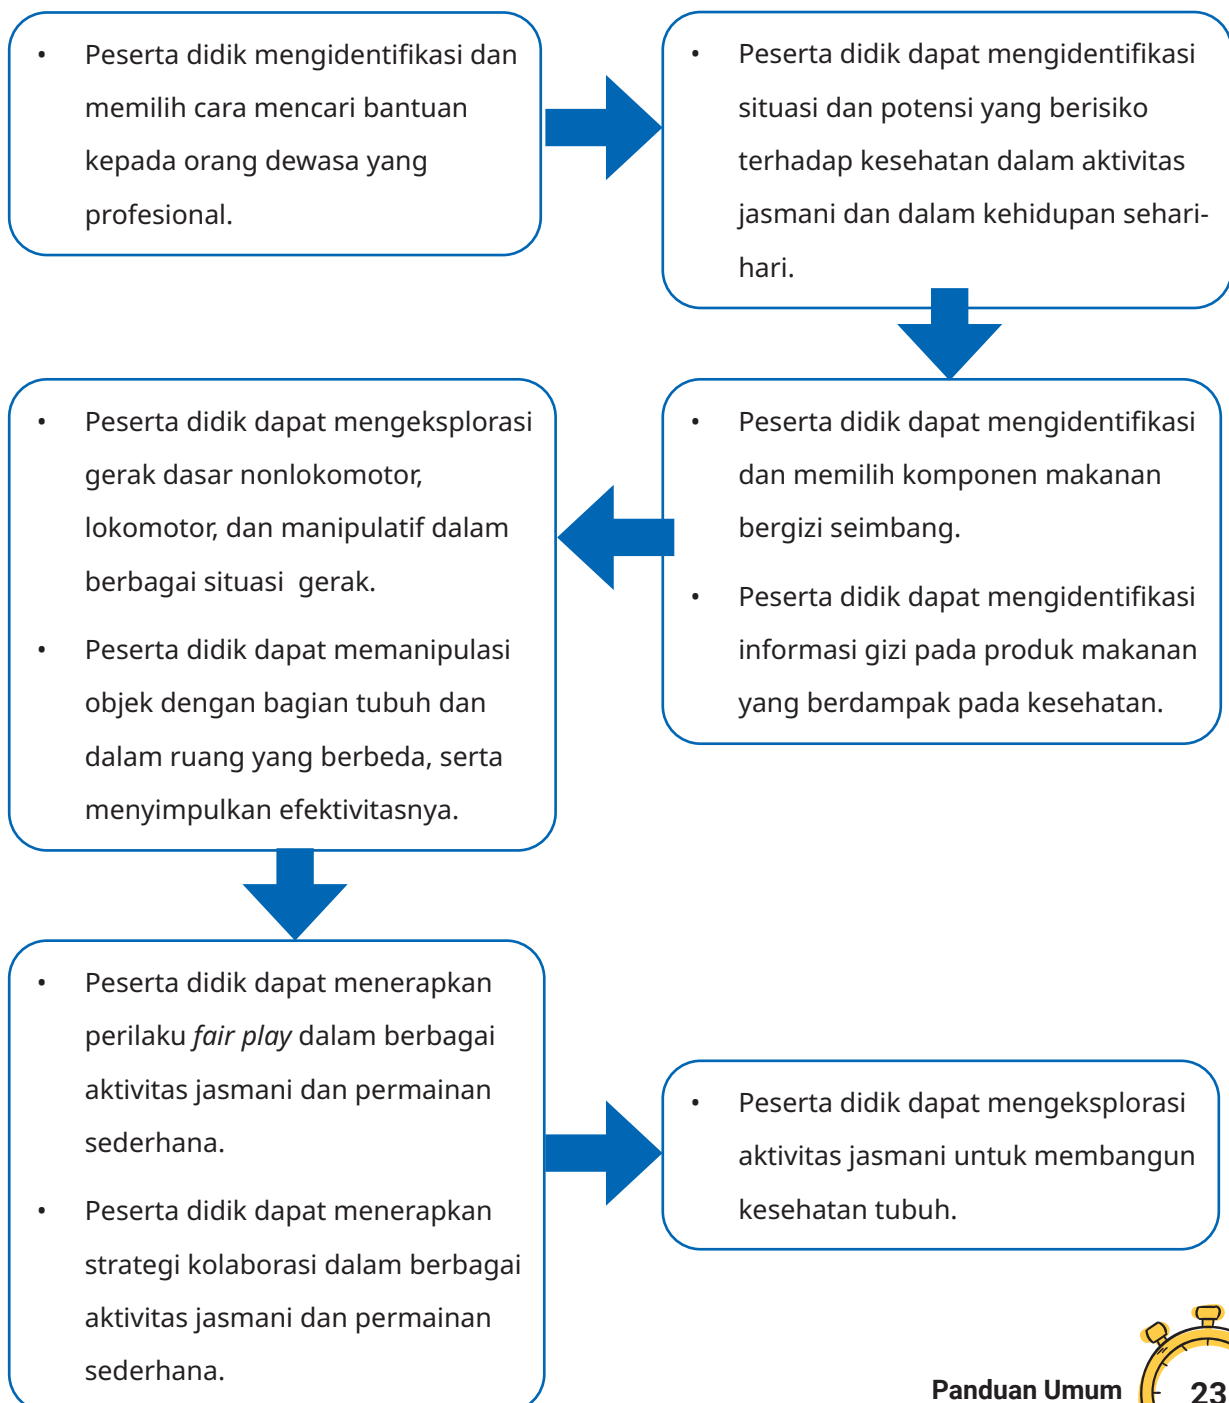 • Peserta didik mengidentifikasi dan
memilih cara mencari bantuan
kepada orang dewasa yang
profesional.
• Peserta didik dapat mengidentifikasi
situasi dan potensi yang berisiko
terhadap kesehatan dalam aktivitas
jasmani dan dalam kehidupan sehari-
hari.
• Peserta didik dapat mengidentifikasi
dan memilih komponen makanan
bergizi seimbang.
• Peserta didik dapat mengidentifikasi
informasi gizi pada produk makanan
yang berdampak pada kesehatan.
• Peserta didik dapat mengeksplorasi
gerak dasar nonlokomotor,
lokomotor, dan manipulatif dalam
berbagai situasi gerak.
• Peserta didik dapat memanipulasi
objek dengan bagian tubuh dan
dalam ruang yang berbeda, serta
menyimpulkan efektivitasnya.
• Peserta didik dapat menerapkan
perilaku fair play dalam berbagai
aktivitas jasmani dan permainan
sederhana.
• Peserta didik dapat menerapkan
strategi kolaborasi dalam berbagai
aktivitas jasmani dan permainan
sederhana.
• Peserta didik dapat mengeksplorasi
aktivitas jasmani untuk membangun
kesehatan tubuh.
Panduan Umum 23